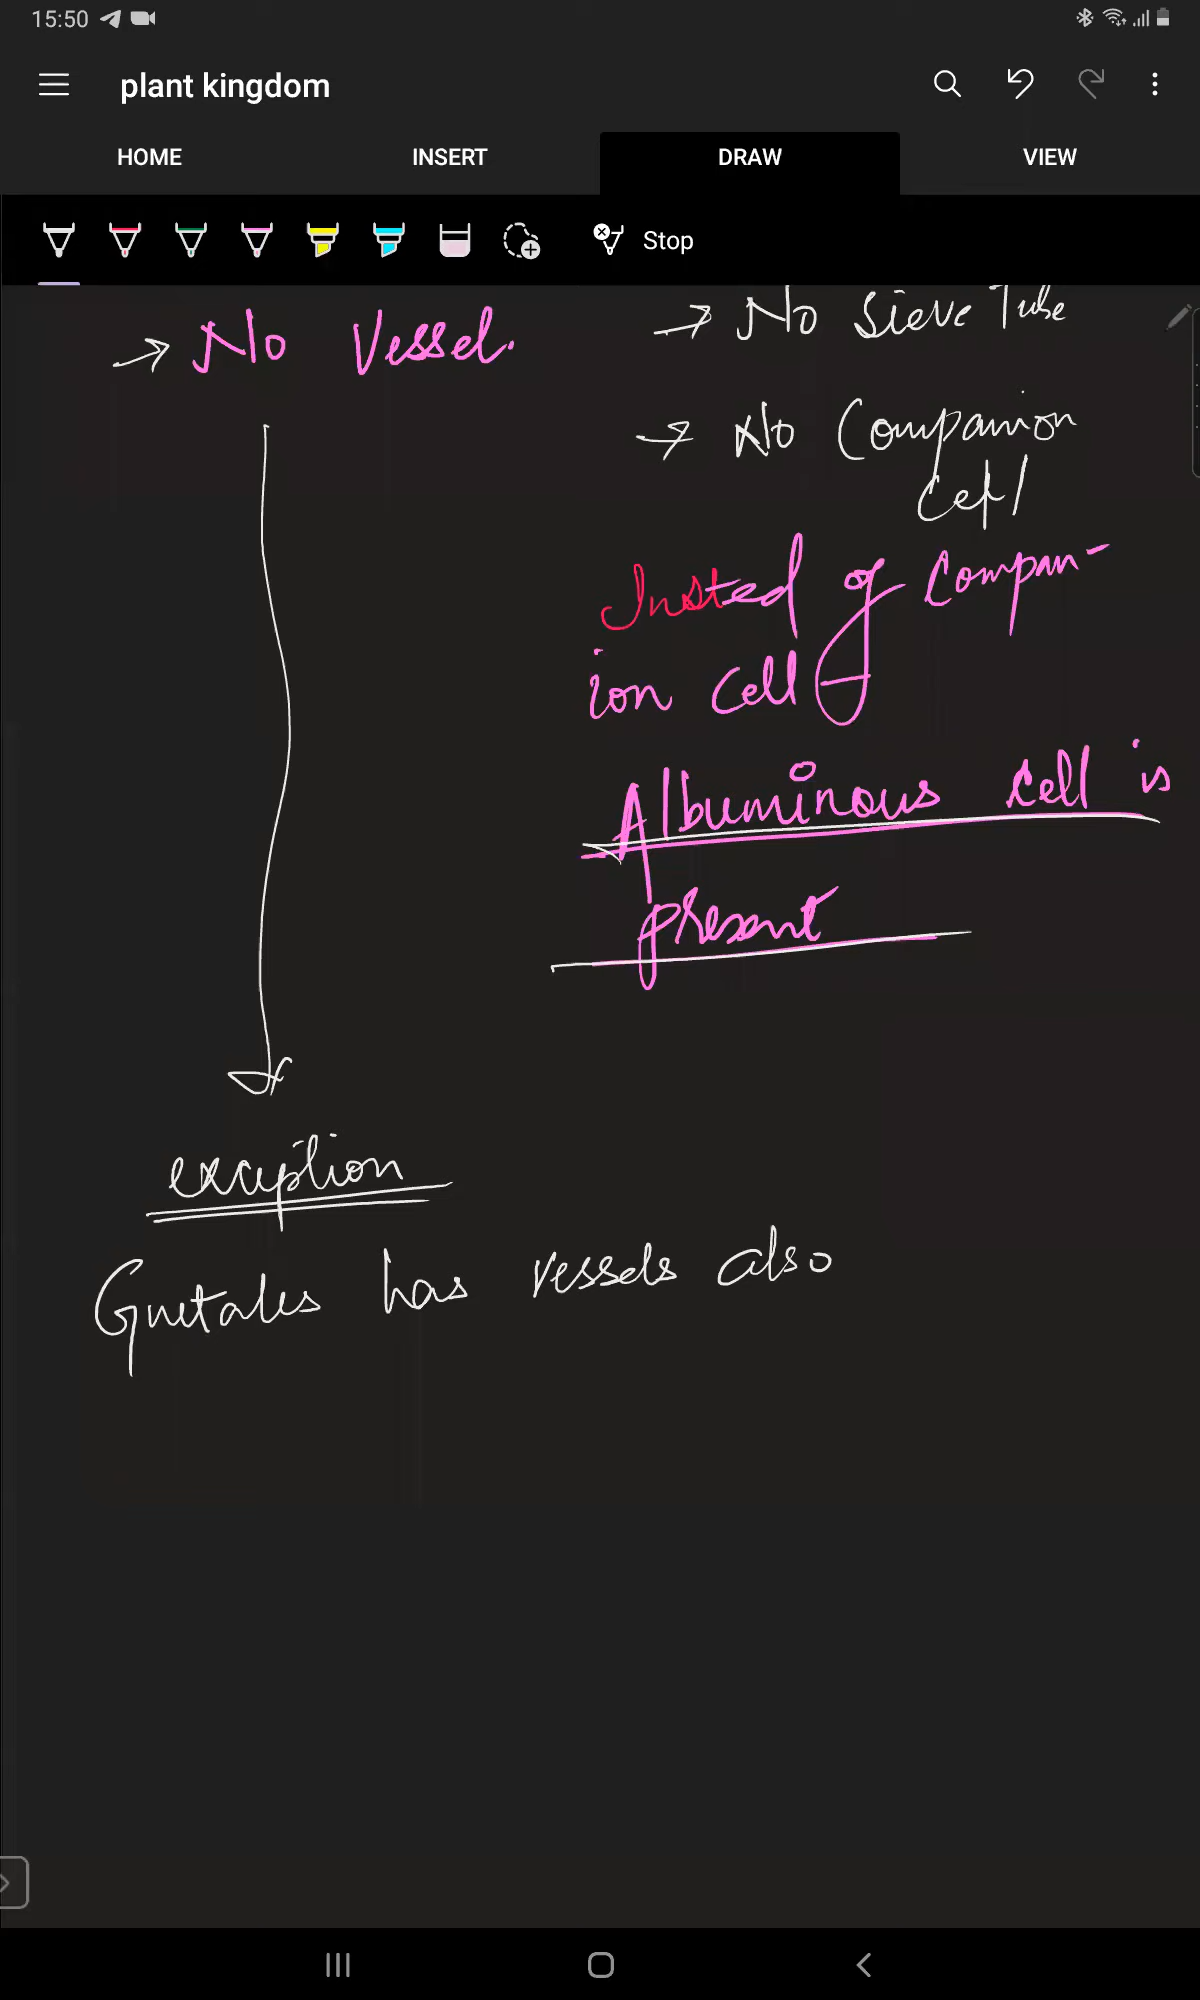 15:50
plant kingdom
HOME INSERT DRAW VIEW
Stop
→ No Vessel.
→ No Sieve Tube
→ No Companion
Cell
Insted of Compan-
ion Cell
Albuminous Cell is
present
exception
Gnetales has vessels also